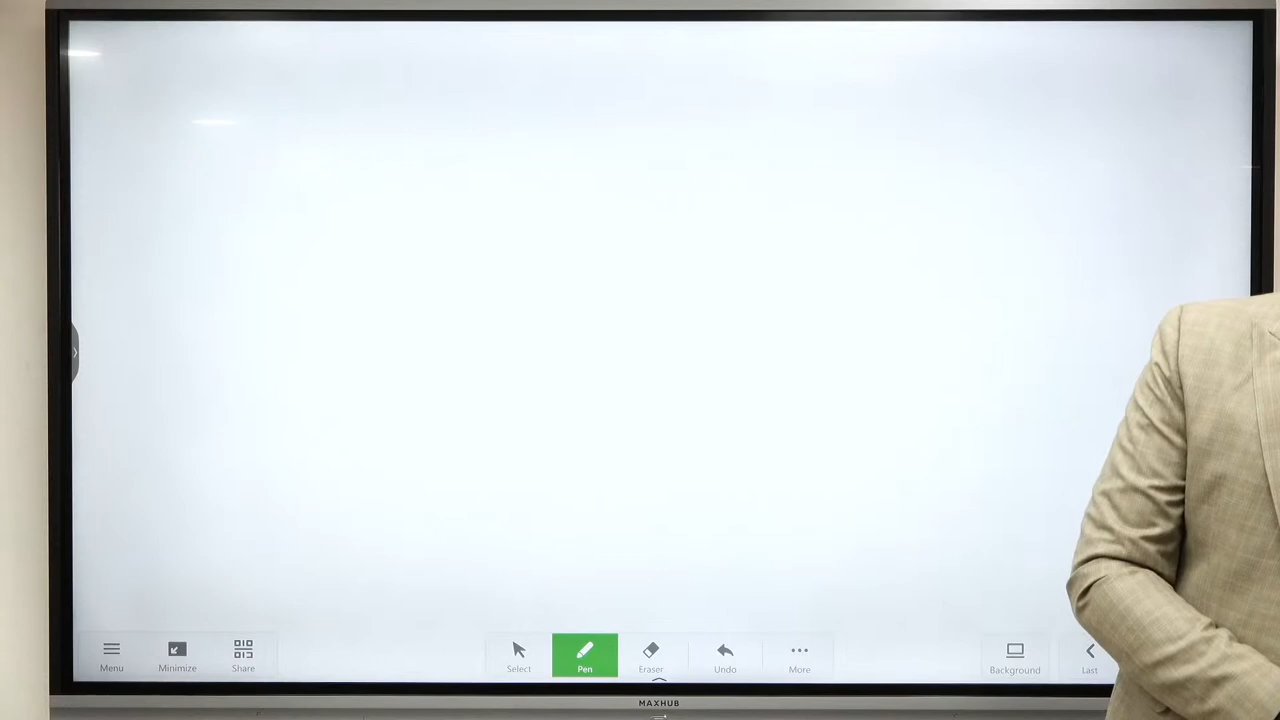 Menu
Minimize
Share
Select
Pen
Eraser
Undo
More
Background
Last
MAXHUB